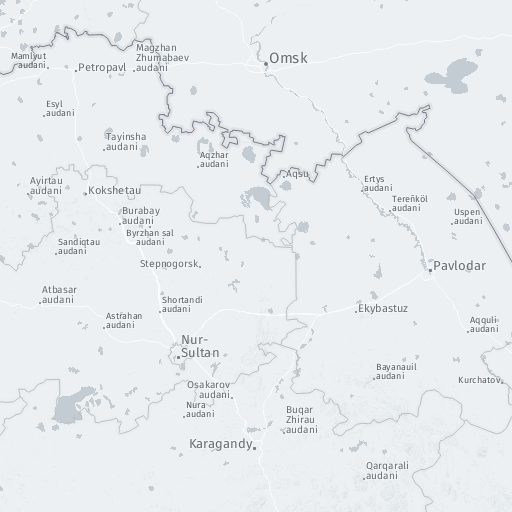 Magzhan
Zhumabaev
audani
Omsk
Mamlyut
audani
Petropavl
Esyl
audani
Tayinsha
audani
Aqzhar
audani
Aqsu
Ayirtau
audani
Kokshetau
Ertys
audani
Tereñköl
audani
Burabay
audani
Uspen
audani
Byrzhan sal
audani
Sandiqtau
audani
Stepnogorsk
Pavlodar
Atbasar
audani
Shortandi
audani
Ekybastuz
Astrahan
audani
Aqquli
audani
Nur-
Sultan
Bayanauil
audani
Kurchatov
Osakarov
audani
Nura
audani
Buqar
Zhirau
audani
Karagandy
Qarqarali
audani